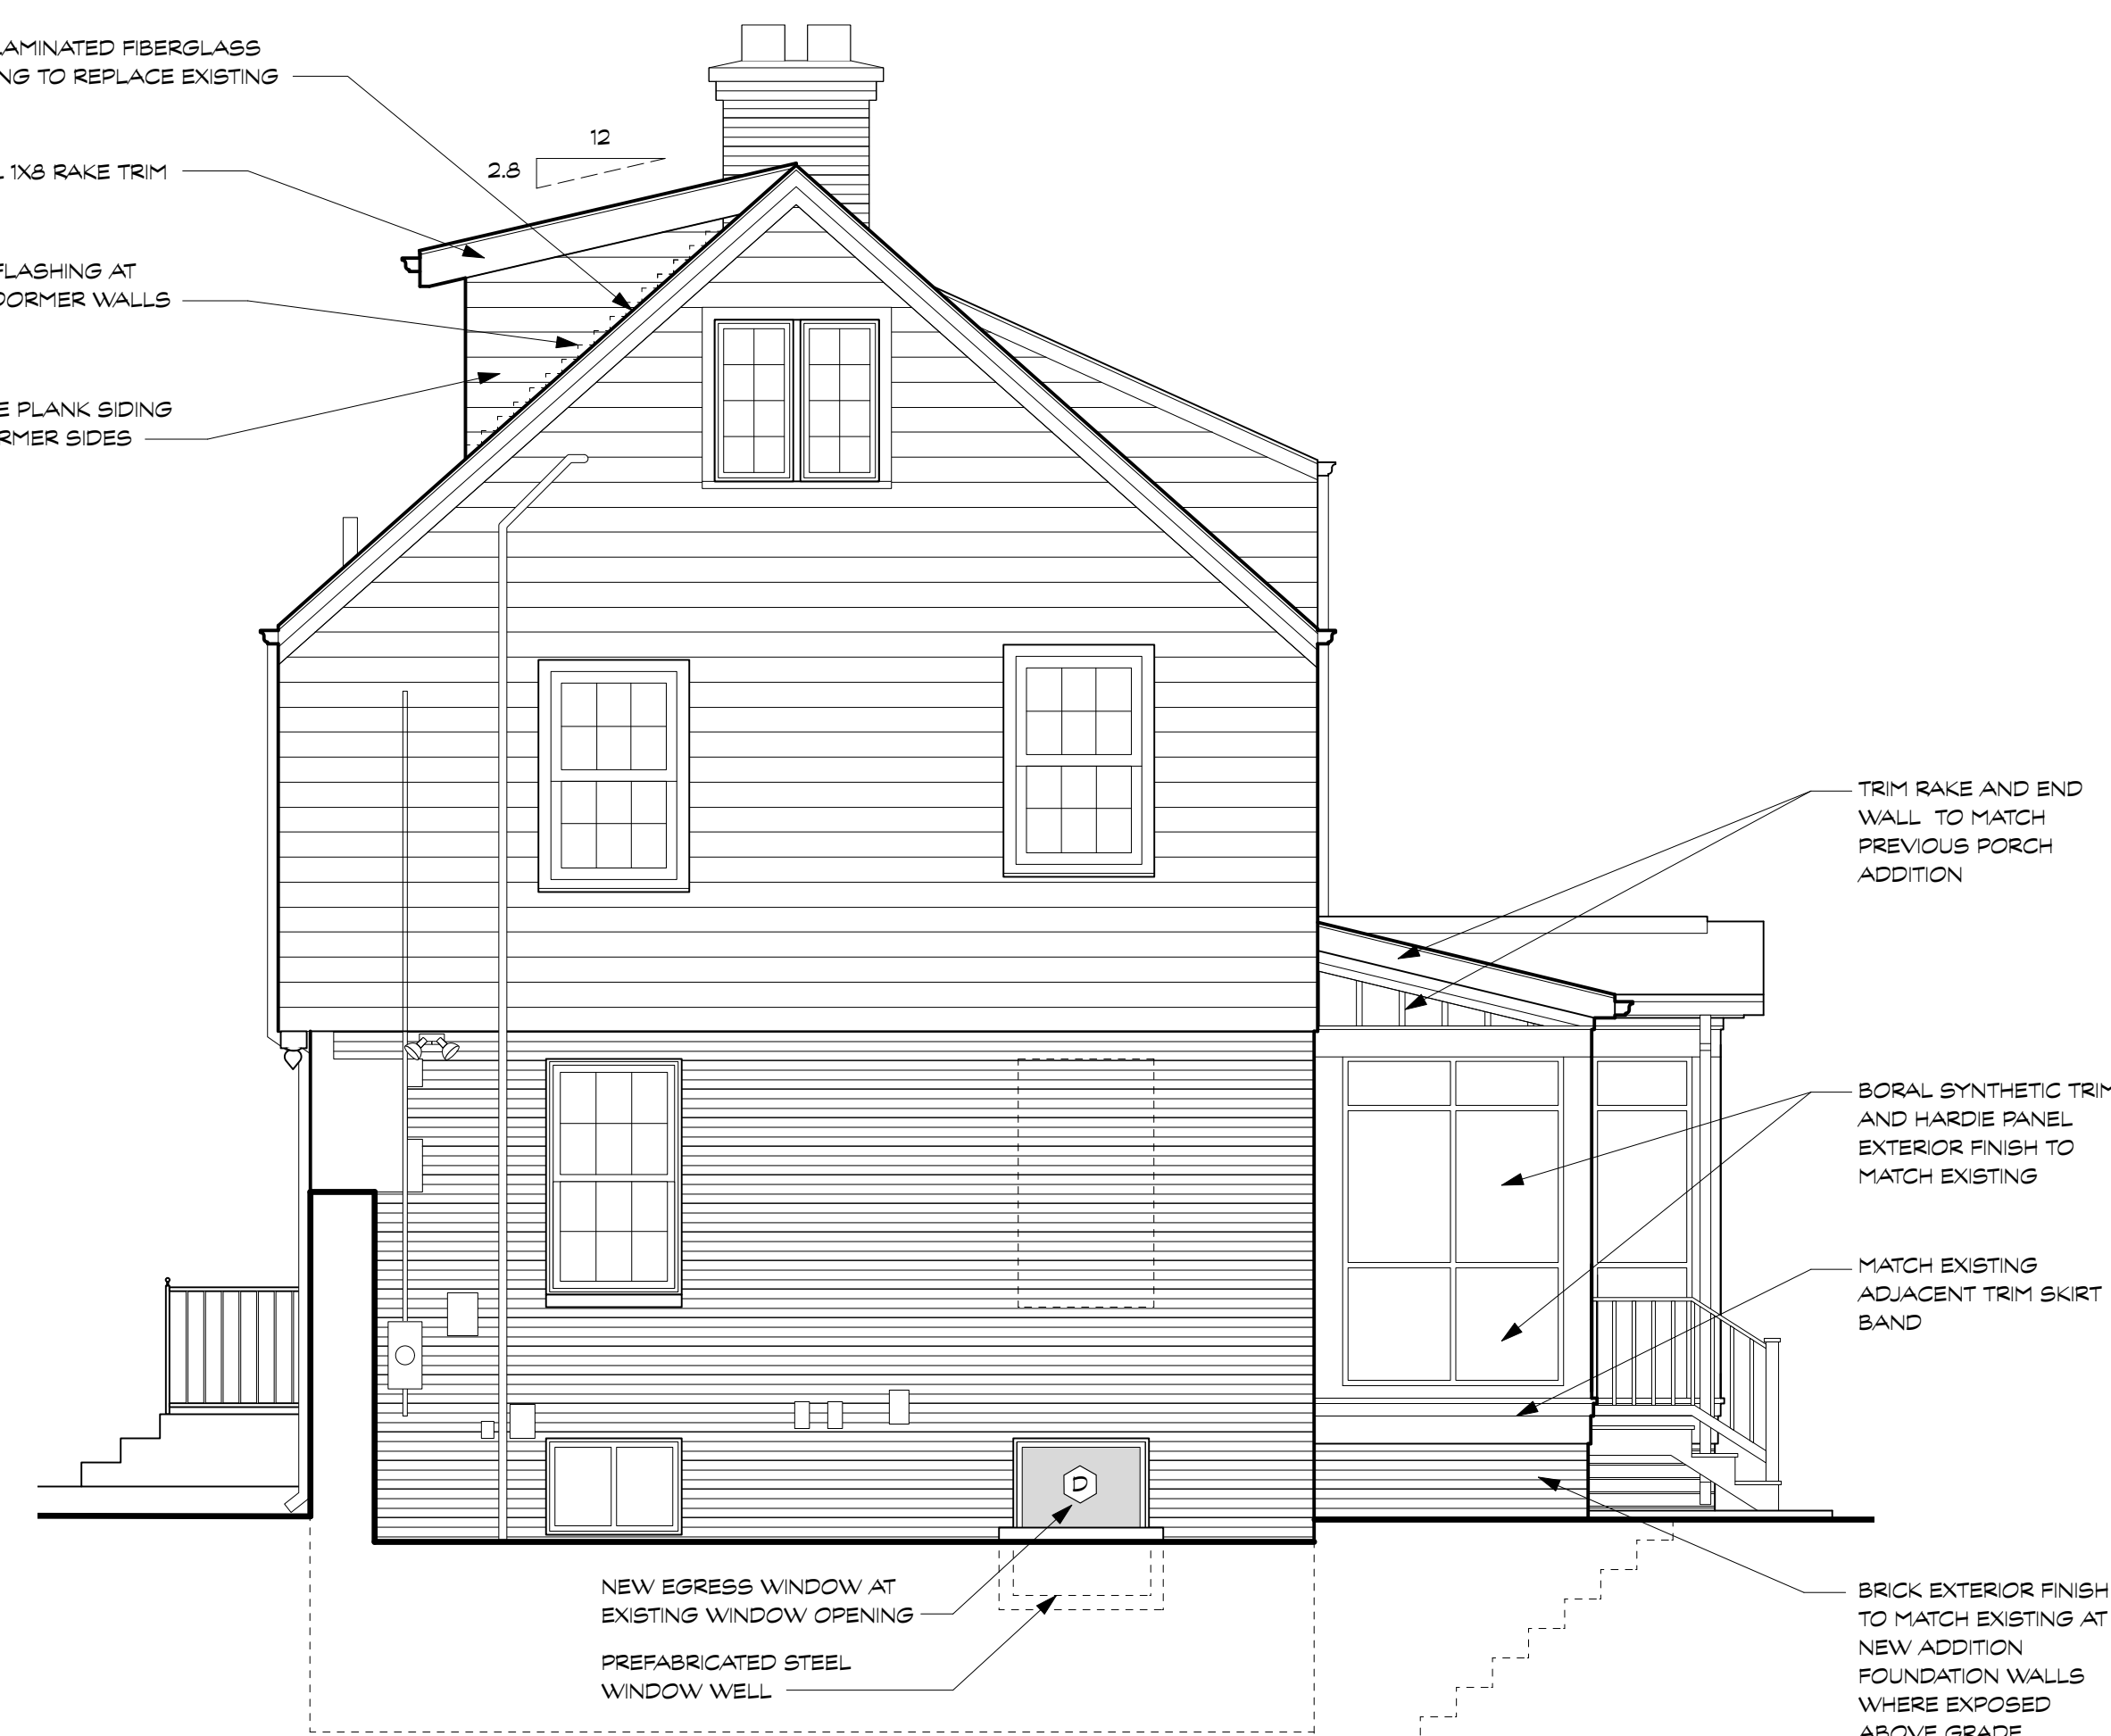 LAMINATED FIBERGLASS
NG TO REPLACE EXISTING
12
2.8
1X8 RAKE TRIM
FLASHING AT
DORMER WALLS
E PLANK SIDING
RMER SIDES
TRIM RAKE AND END
WALL TO MATCH
PREVIOUS PORCH
ADDITION
BORAL SYNTHETIC TRIM
AND HARDIE PANEL
EXTERIOR FINISH TO
MATCH EXISTING
MATCH EXISTING
ADJACENT TRIM SKIRT
BAND
D
NEW EGRESS WINDOW AT
EXISTING WINDOW OPENING
PREFABRICATED STEEL
WINDOW WELL
BRICK EXTERIOR FINISH
TO MATCH EXISTING AT
NEW ADDITION
FOUNDATION WALLS
WHERE EXPOSED
ABOVE GRADE